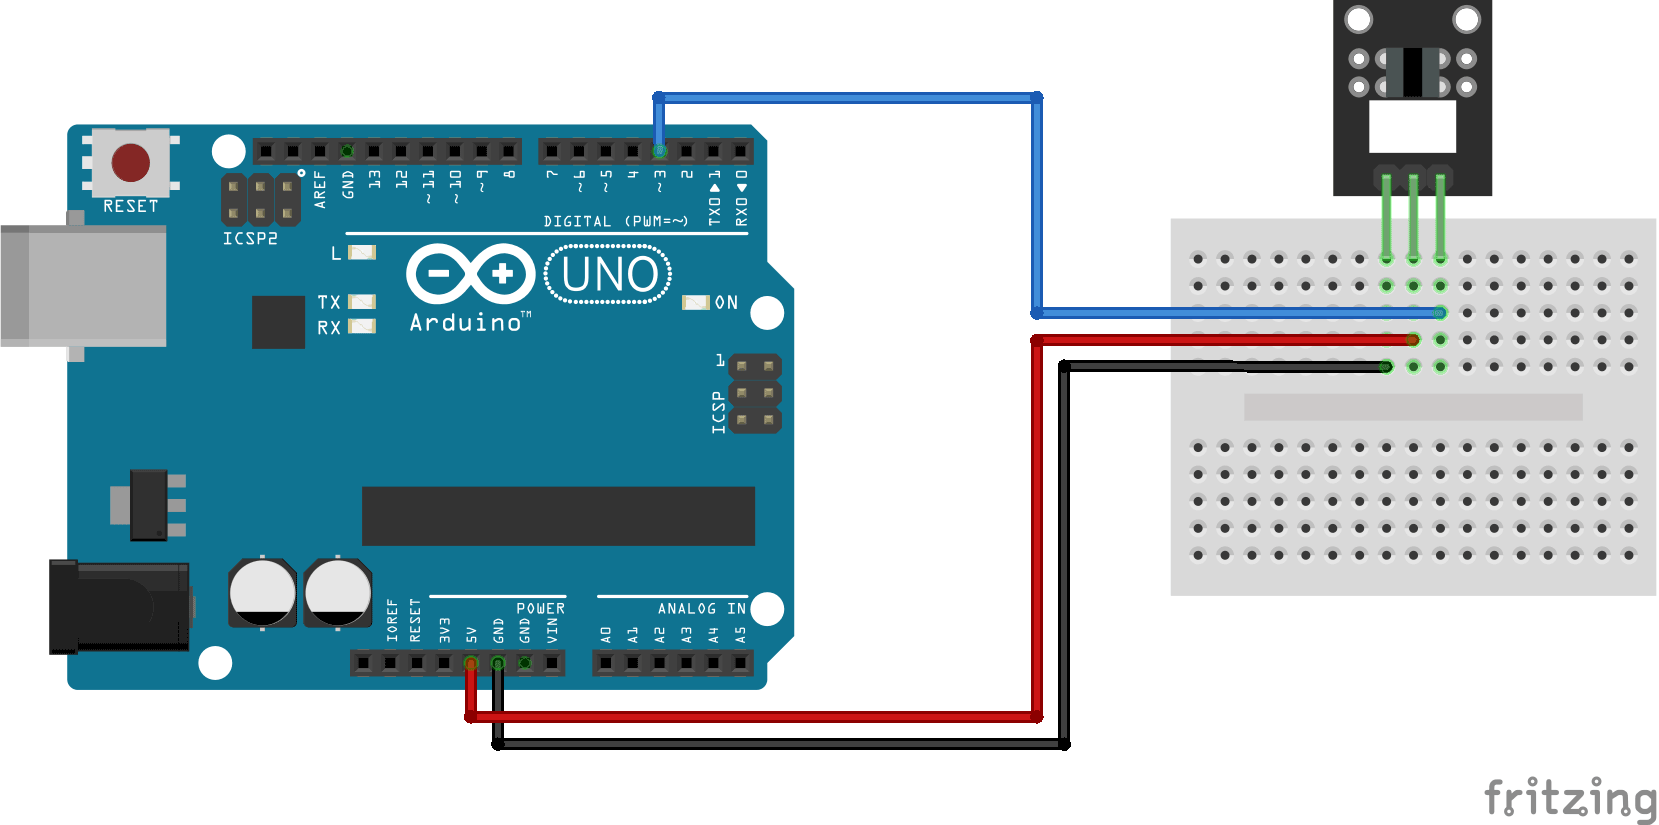 RESET
ICSP2
AREF
GND
13
12
~11
~10
~9
8
7
~6
~5
4
~3
2
TX0▶1
RX0◀0
DIGITAL (PWM=~)
L
TX
RX
UNO
ON
Arduino™
1
ICSP
POWER
ANALOG IN
IOREF
RESET
3V3
5V
GND
GND
VIN
A0
A1
A2
A3
A4
A5
fritzing